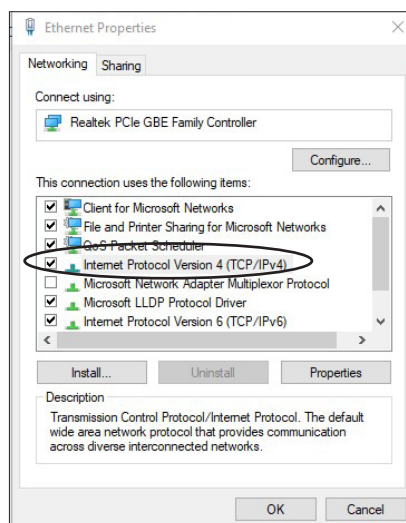 Ethernet Properties
Networking Sharing
Connect using:
Realtek PCIe GBE Family Controller
Configure...
This connection uses the following items:
Client for Microsoft Networks
File and Printer Sharing for Microsoft Networks
QoS Packet Scheduler
Internet Protocol Version 4 (TCP/IPv4)
Microsoft Network Adapter Multiplexor Protocol
Microsoft LLDP Protocol Driver
Internet Protocol Version 6 (TCP/IPv6)
Install... Uninstall Properties
Description
Transmission Control Protocol/Internet Protocol. The default
wide area network protocol that provides communication
across diverse interconnected networks.
OK Cancel